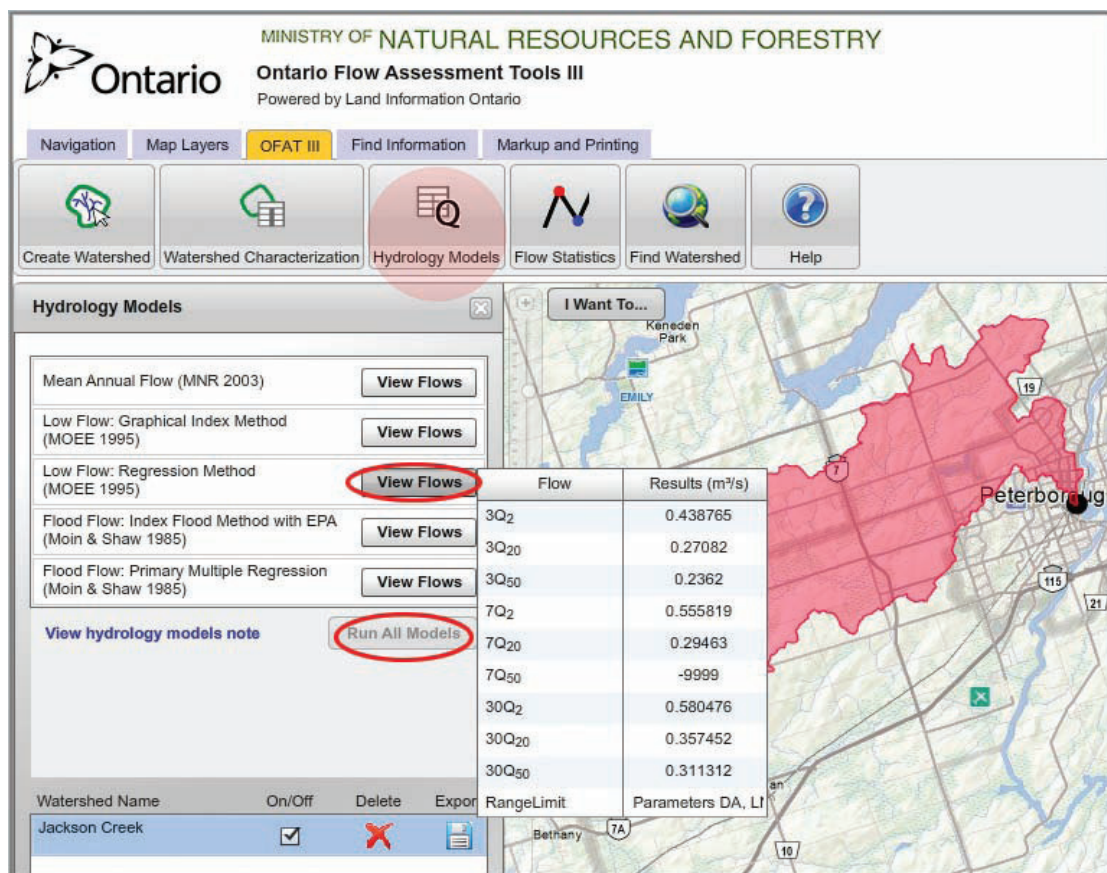 Ontario
MINISTRY OF NATURAL RESOURCES AND FORESTRY
Ontario Flow Assessment Tools III
Powered by Land Information Ontario
Navigation Map Layers OFAT III Find Information Markup and Printing
Create Watershed Watershed Characterization Hydrology Models Flow Statistics Find Watershed Help
Hydrology Models
Mean Annual Flow (MNR 2003) View Flows
Low Flow: Graphical Index Method
(MOEE 1995)
View Flows
Low Flow: Regression Method
(MOEE 1995)
View Flows
Flood Flow: Index Flood Method with EPA
(Moin & Shaw 1985)
View Flows
Flood Flow: Primary Multiple Regression
(Moin & Shaw 1985)
View Flows
View hydrology models note Run All Models
Flow Results (m³/s)
3Q2 0.438765
3Q20 0.27082
3Q50 0.2362
7Q2 0.555819
7Q20 0.29463
7Q50 -9999
30Q2 0.580476
30Q20 0.357452
30Q50 0.311312
RangeLimit Parameters DA, LN
Watershed Name On/Off Delete Expor
Jackson Creek
I Want To...
Keneden
Park
EMILY
19
7
Peterboroug
115
21
an
Bethany
7A
10